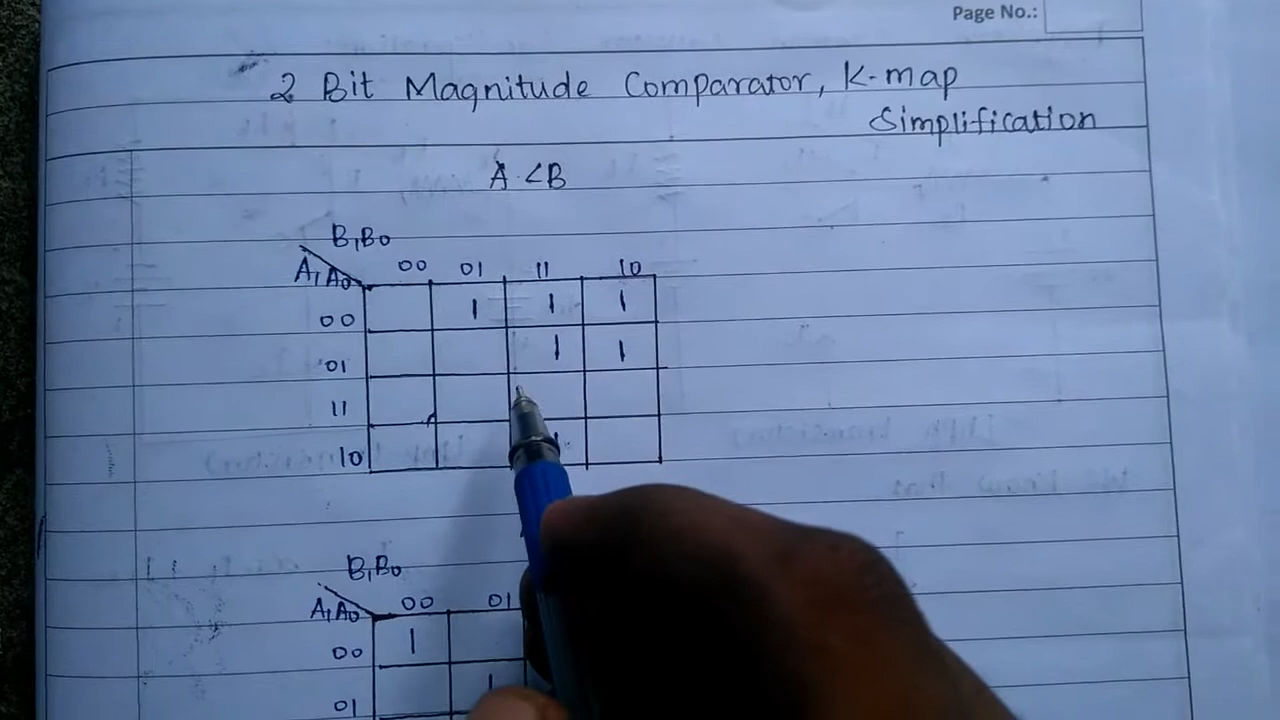 Page No.:
2 Bit Magnitude Comparator, K-map
Simplification
A < B
B₁B₀
A₁A₀ 00 01 11 10
00 1 1 1
01 1 1
11
10 1
B₁B₀
A₁A₀ 00 01
00 1
01 1